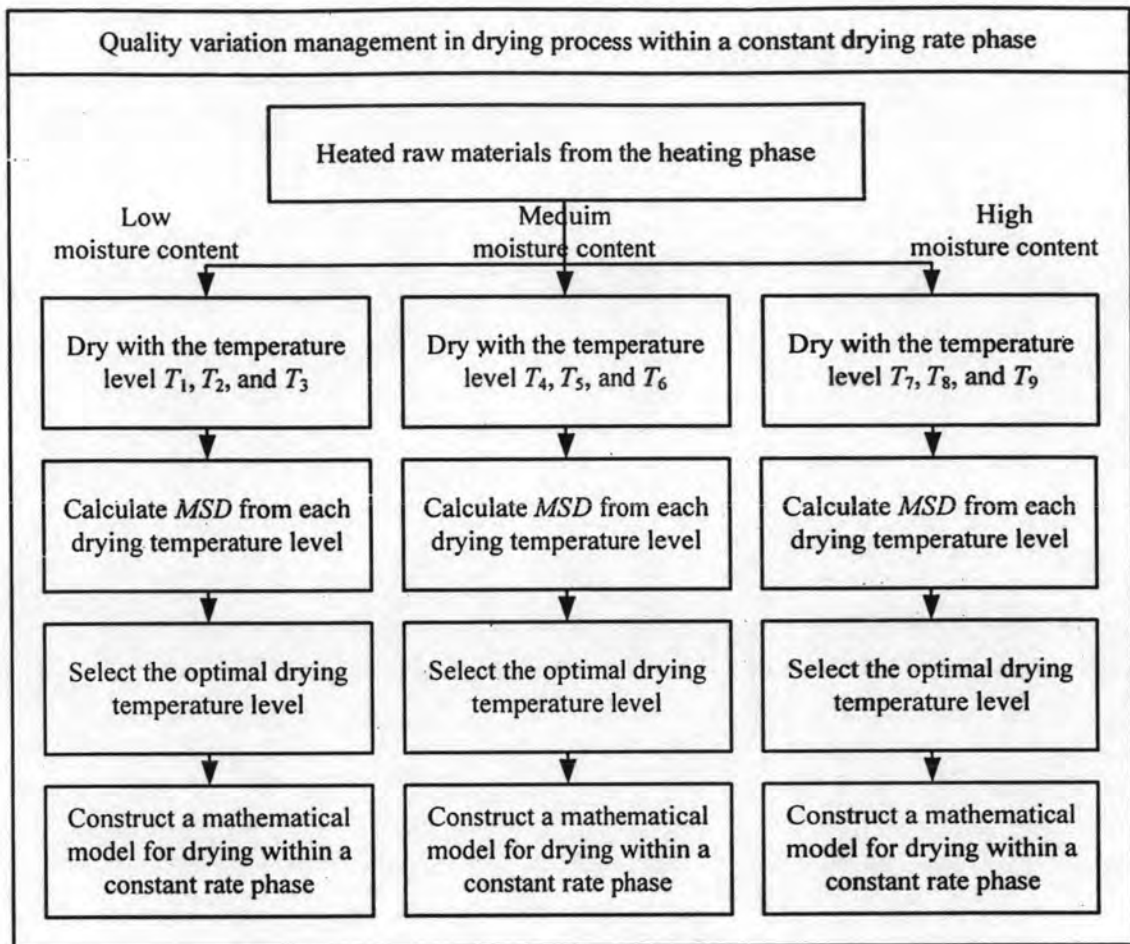 Quality variation management in drying process within a constant drying rate phase
Heated raw materials from the heating phase
Low
moisture content
Meduim
moisture content
High
moisture content
Dry with the temperature
level T₁, T₂, and T₃
Dry with the temperature
level T₄, T₅, and T₆
Dry with the temperature
level T₇, T₈, and T₉
Calculate MSD from each
drying temperature level
Calculate MSD from each
drying temperature level
Calculate MSD from each
drying temperature level
Select the optimal drying
temperature level
Select the optimal drying
temperature level
Select the optimal drying
temperature level
Construct a mathematical
model for drying within a
constant rate phase
Construct a mathematical
model for drying within a
constant rate phase
Construct a mathematical
model for drying within a
constant rate phase